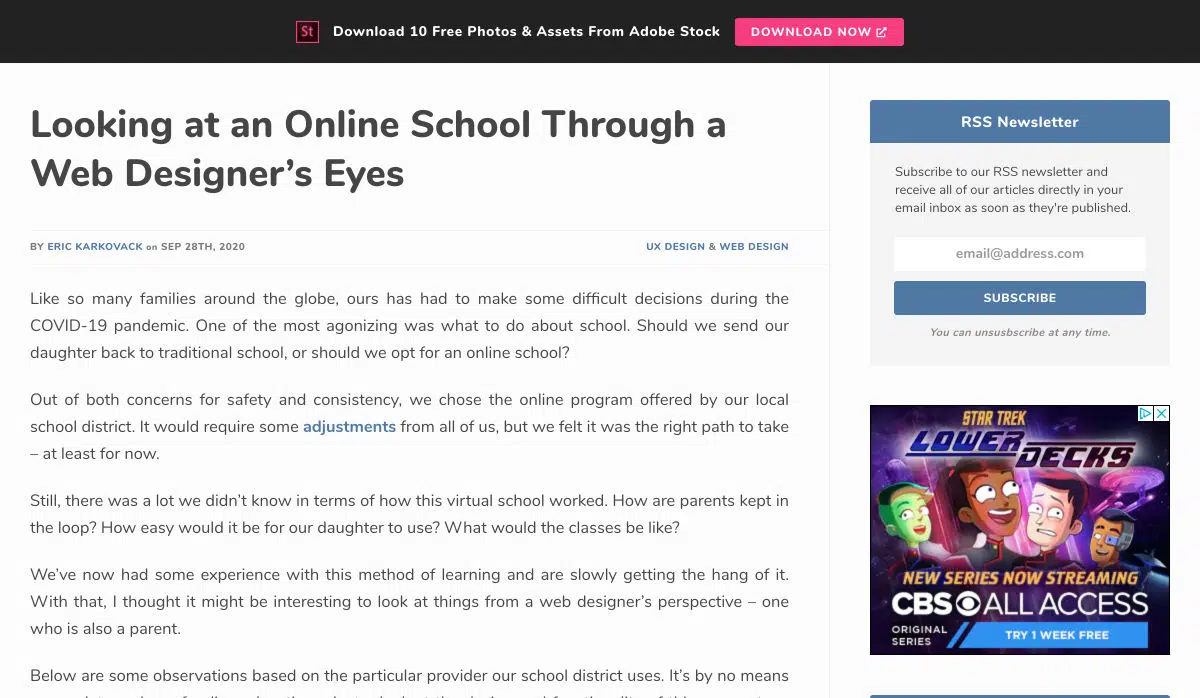 St Download 10 Free Photos & Assets From Adobe Stock DOWNLOAD NOW
Looking at an Online School Through a
Web Designer’s Eyes
BY ERIC KARKOVACK on SEP 28TH, 2020 UX DESIGN & WEB DESIGN
Like so many families around the globe, ours has had to make some difficult decisions during the
COVID-19 pandemic. One of the most agonizing was what to do about school. Should we send our
daughter back to traditional school, or should we opt for an online school?
Out of both concerns for safety and consistency, we chose the online program offered by our local
school district. It would require some adjustments from all of us, but we felt it was the right path to take
– at least for now.
Still, there was a lot we didn’t know in terms of how this virtual school worked. How are parents kept in
the loop? How easy would it be for our daughter to use? What would the classes be like?
We’ve now had some experience with this method of learning and are slowly getting the hang of it.
With that, I thought it might be interesting to look at things from a web designer’s perspective – one
who is also a parent.
Below are some observations based on the particular provider our school district uses. It’s by no means
RSS Newsletter
Subscribe to our RSS newsletter and
receive all of our articles directly in your
email inbox as soon as they're published.
email@address.com
SUBSCRIBE
You can unsusbscribe at any time.
STAR TREK
LOWER DECKS
NEW SERIES NOW STREAMING
CBS ALL ACCESS
ORIGINAL
SERIES
TRY 1 WEEK FREE